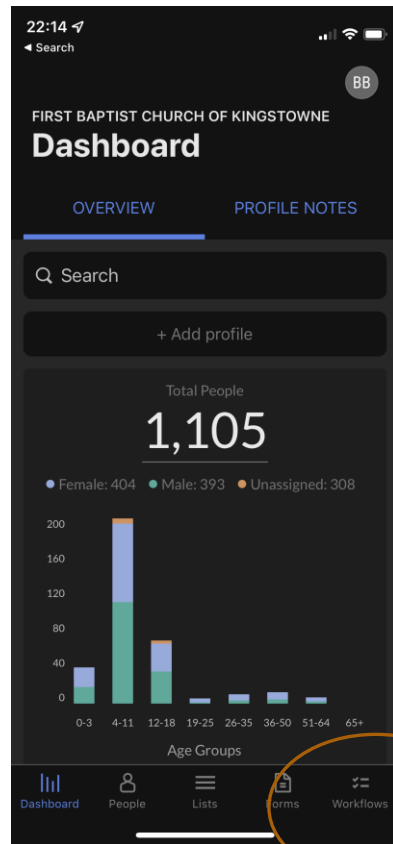 22:14
Search
BB
FIRST BAPTIST CHURCH OF KINGSTOWNE
Dashboard
OVERVIEW PROFILE NOTES
Search
+ Add profile
Total People
1,105
Female: 404 Male: 393 Unassigned: 308
200
160
120
80
40
0
0-3 4-11 12-18 19-25 26-35 36-50 51-64 65+
Age Groups
Dashboard People Lists Forms Workflows